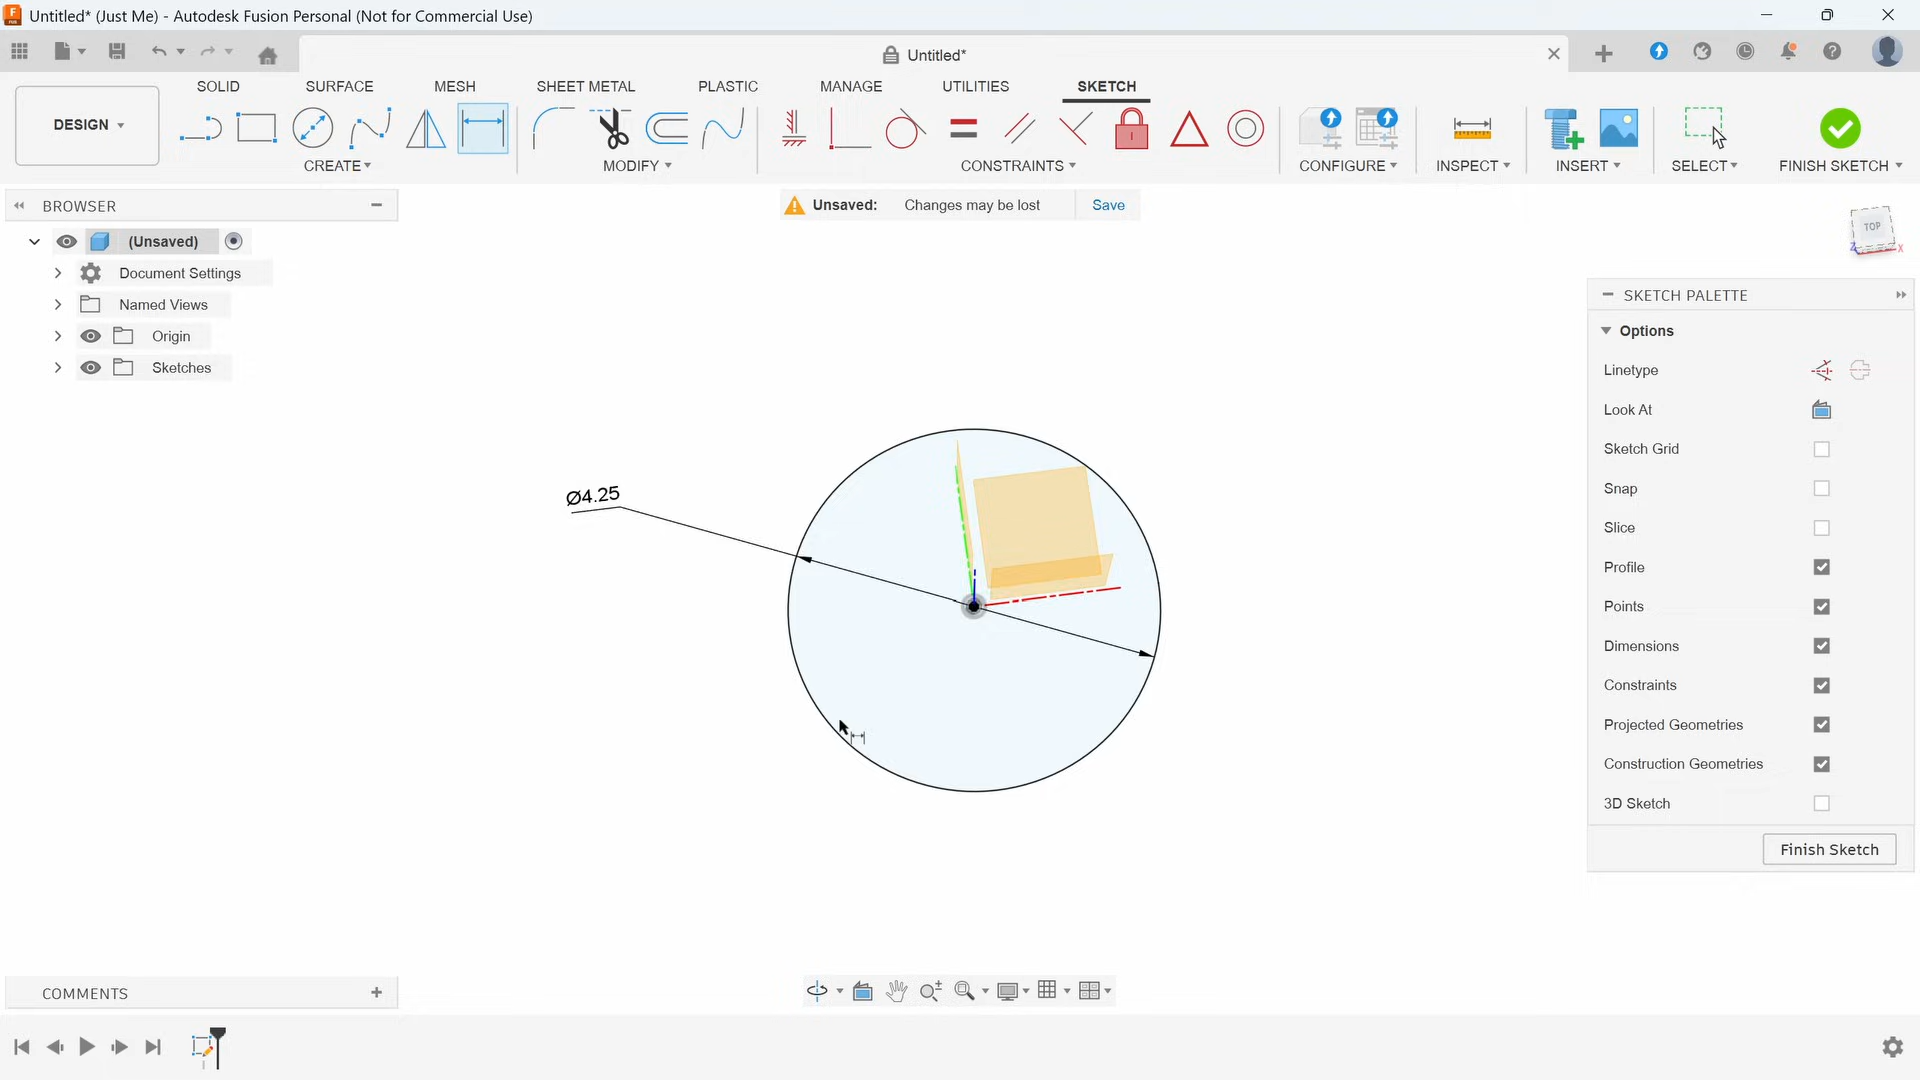 Untitled* (Just Me) - Autodesk Fusion Personal (Not for Commercial Use)
Untitled*
SOLID SURFACE MESH SHEET METAL PLASTIC MANAGE UTILITIES SKETCH
DESIGN
CREATE MODIFY CONSTRAINTS CONFIGURE INSPECT INSERT SELECT FINISH SKETCH
BROWSER
Unsaved: Changes may be lost Save
(Unsaved)
Document Settings
Named Views
Origin
Sketches
TOP
Z X
Ø4.25
SKETCH PALETTE
Options
Linetype
Look At
Sketch Grid
Snap
Slice
Profile
Points
Dimensions
Constraints
Projected Geometries
Construction Geometries
3D Sketch
Finish Sketch
COMMENTS